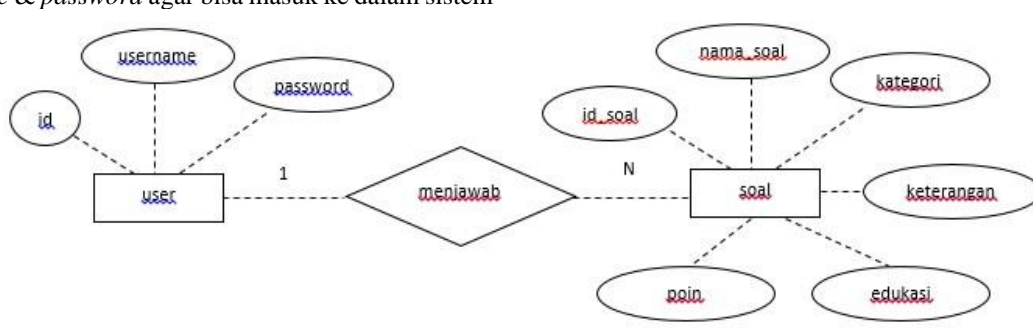 & password agar bisa masuk ke dalam sistem
username
nama_soal
password
kategori
id
id_soal
1
N
user
menjawab
soal
keterangan
poin
edukasi